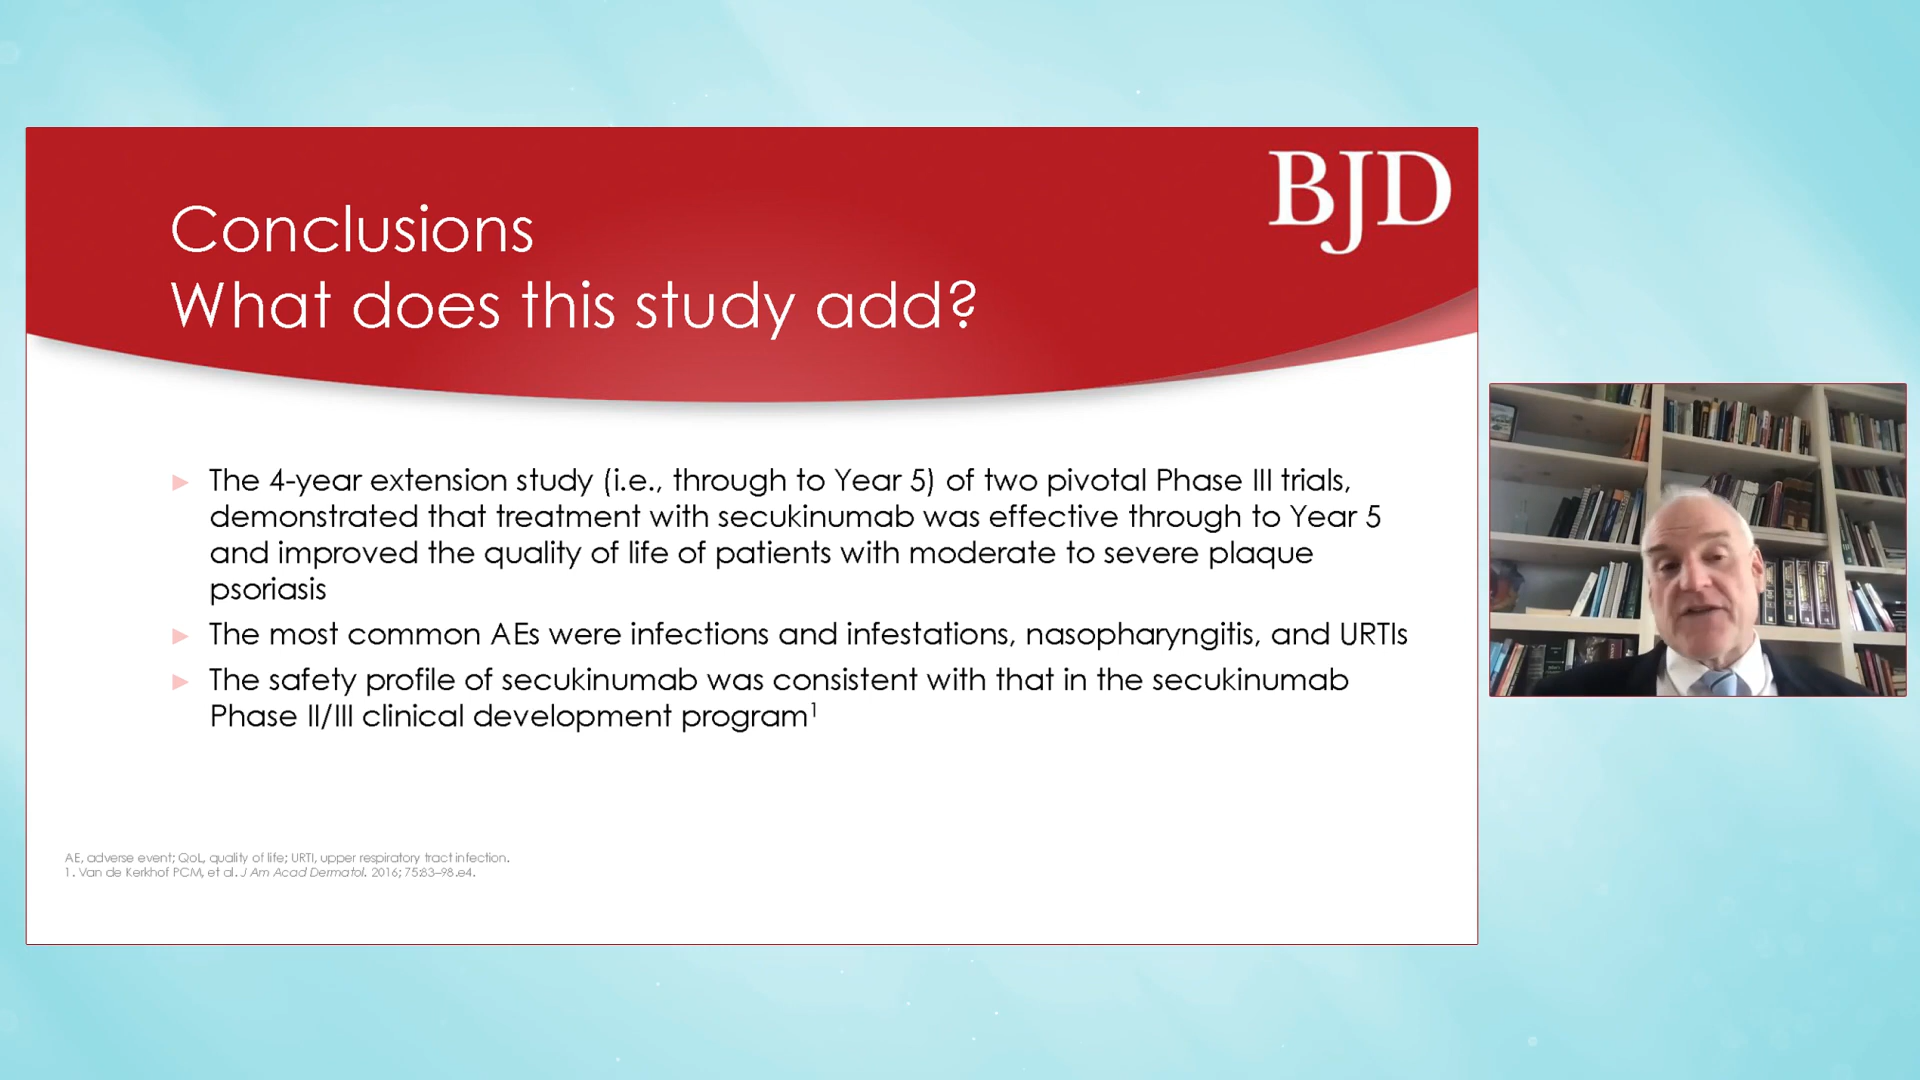 BJD
Conclusions
What does this study add?
► The 4-year extension study (i.e., through to Year 5) of two pivotal Phase III trials,
demonstrated that treatment with secukinumab was effective through to Year 5
and improved the quality of life of patients with moderate to severe plaque
psoriasis
► The most common AEs were infections and infestations, nasopharyngitis, and URTIs
► The safety profile of secukinumab was consistent with that in the secukinumab
Phase II/III clinical development program¹
AE, adverse event; QoL, quality of life; URTI, upper respiratory tract infection.
1. Van de Kerkhof PCM, et al. J Am Acad Dermatol. 2016; 75:83–98.e4.